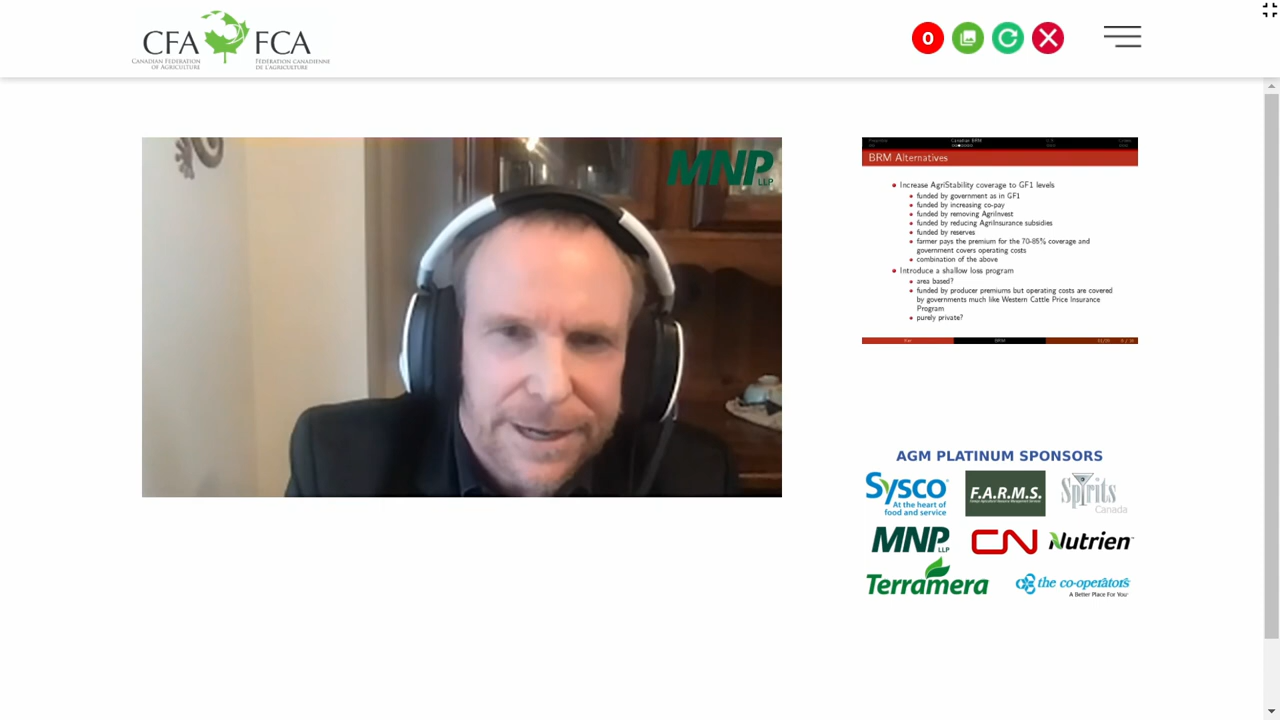 CFA FCA
CANADIAN FEDERATION
OF AGRICULTURE
FÉDÉRATION CANADIENNE
DE L'AGRICULTURE
0
MNP
LLP
Canadian BRM
BRM Alternatives
Increase AgriStability coverage to GF1 levels
funded by government as in GF1
funded by increasing co-pay
funded by removing AgriInvest
funded by reducing AgriInsurance subsidies
funded by reserves
farmer pays the premium for the 70-85% coverage and
government covers operating costs
combination of the above
Introduce a shallow loss program
area based?
funded by producer premiums but operating costs are covered
by governments much like Western Cattle Price Insurance
Program
purely private?
BRM
AGM PLATINUM SPONSORS
Sysco
At the heart of
food and service
F.A.R.M.S.
Spirits
Canada
MNP
LLP
CN
Nutrien
Terramera
the co-operators
A Better Place For You